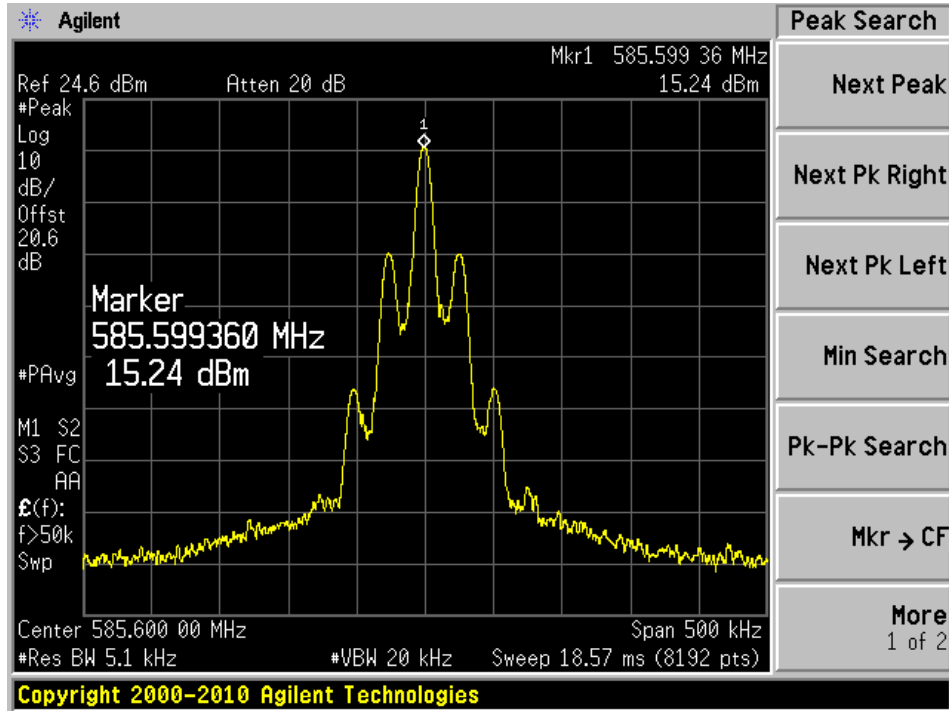 Agilent
Peak Search
Mkr1 585.599 36 MHz
Ref 24.6 dBm Atten 20 dB 15.24 dBm
#Peak
Log
10
dB/
Offst
20.6
dB
1
Marker
585.599360 MHz
15.24 dBm
#PAvg
M1 S2
S3 FC
AA
£(f):
f>50k
Swp
Center 585.600 00 MHz Span 500 kHz
#Res BW 5.1 kHz #VBW 20 kHz Sweep 18.57 ms (8192 pts)
Copyright 2000-2010 Agilent Technologies
Next Peak
Next Pk Right
Next Pk Left
Min Search
Pk-Pk Search
Mkr → CF
More
1 of 2